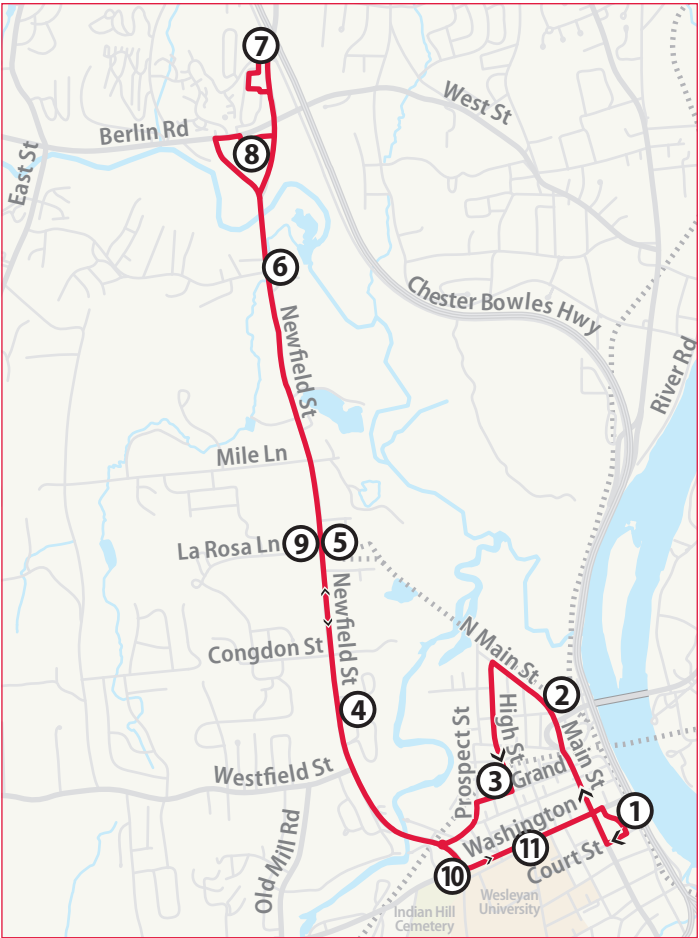 7
West St
Berlin Rd
8
East St
6
Chester Bowles Hwy
Newfield St
River Rd
Mile Ln
La Rosa Ln
9
5
Newfield St
N Main St
Congdon St
2
4
High St
Main St
Prospect St
Westfield St
3
Grand
1
Washington
Old Mill Rd
11
Court St
10
Wesleyan
University
Indian Hill
Cemetery